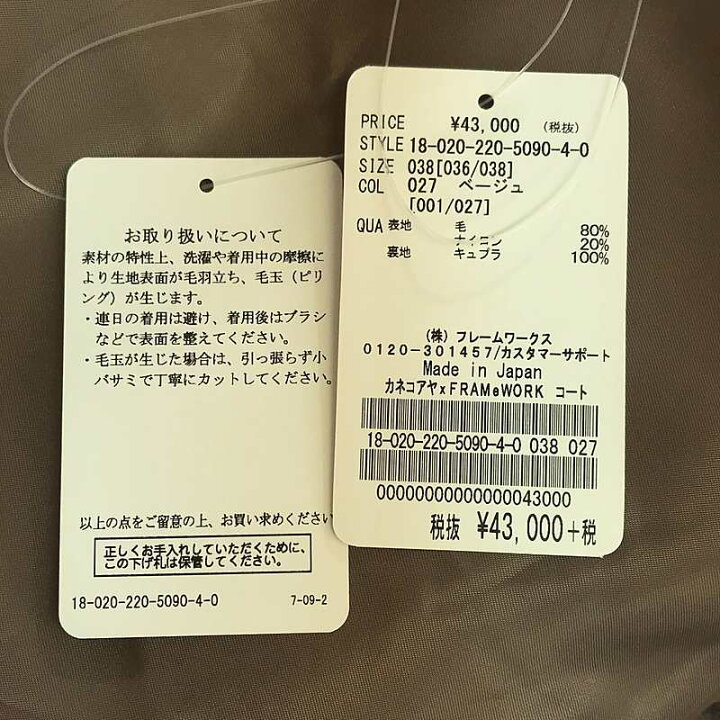 お取り扱いについて
素材の特性上、洗濯や着用中の摩擦に
より生地表面が毛羽立ち、毛玉（ピリ
ング）が生じます。
・連日の着用は避け、着用後はブラシ
などで表面を整えてください。
・毛玉が生じた場合は、引っ張らず小
バサミで丁寧にカットしてください。
以上の点をご留意の上、お買い求めください
正しくお手入れしていただくために、
この下げ札は保管してください。
18-020-220-5090-4-0 7-09-2
PRICE ¥43,000 （税抜）
STYLE 18-020-220-5090-4-0
SIZE 038[036/038]
COL 027 ベージュ
[001/027]
QUA 表地 毛 80%
ナイロン 20%
裏地 キュプラ 100%
（株）フレームワークス
0120-301457/カスタマーサポート
Made in Japan
カネコアヤxFRAMeWORK コート
18-020-220-5090-4-0 038 027
00000000000000043000
税抜 ¥43,000+税